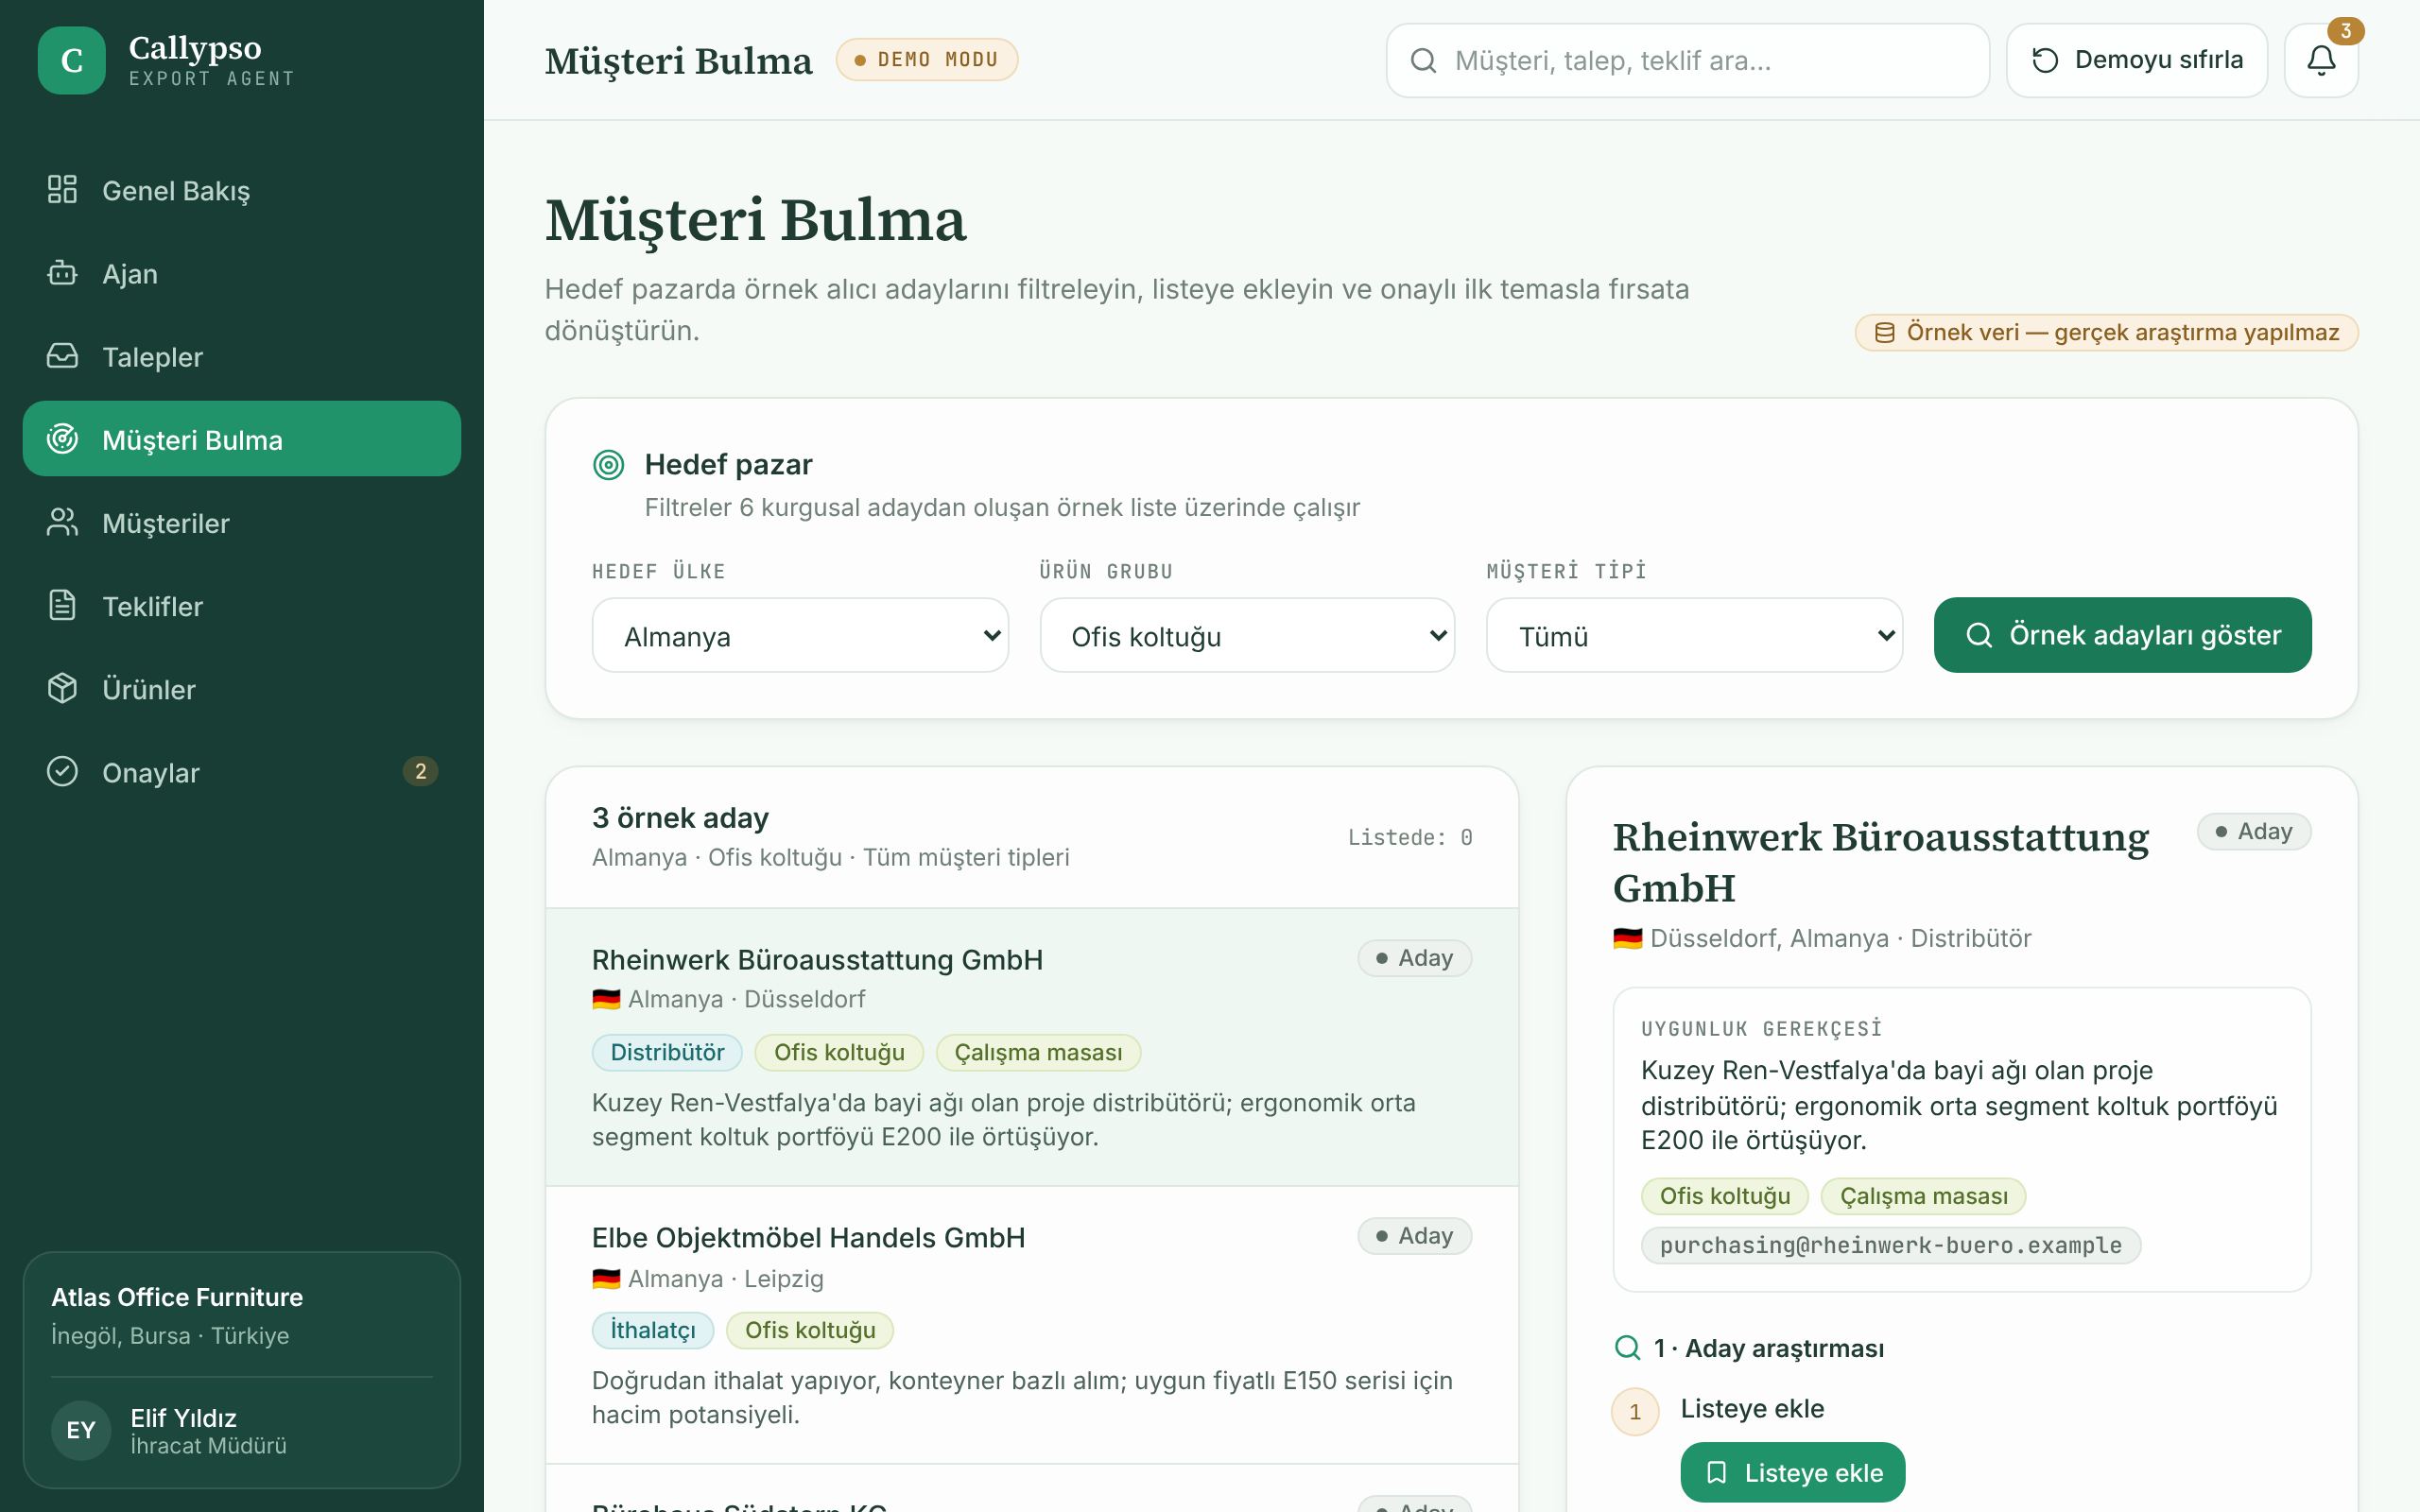 C
Callypso
EXPORT AGENT
Genel Bakış
Ajan
Talepler
Müşteri Bulma
Müşteriler
Teklifler
Ürünler
Onaylar
2
Atlas Office Furniture
İnegöl, Bursa · Türkiye
EY
Elif Yıldız
İhracat Müdürü
Müşteri Bulma
DEMO MODU
Müşteri, talep, teklif ara...
Demoyu sıfırla
3
Müşteri Bulma
Hedef pazarda örnek alıcı adaylarını filtreleyin, listeye ekleyin ve onaylı ilk temasla fırsata
dönüştürün.
Örnek veri — gerçek araştırma yapılmaz
Hedef pazar
Filtreler 6 kurgusal adaydan oluşan örnek liste üzerinde çalışır
HEDEF ÜLKE
ÜRÜN GRUBU
MÜŞTERİ TİPİ
Almanya
Ofis koltuğu
Tümü
Örnek adayları göster
3 örnek aday
Almanya · Ofis koltuğu · Tüm müşteri tipleri
Listede: 0
Rheinwerk Büroausstattung GmbH
Aday
🇩🇪 Almanya · Düsseldorf
Distribütör
Ofis koltuğu
Çalışma masası
Kuzey Ren-Vestfalya'da bayi ağı olan proje distribütörü; ergonomik orta
segment koltuk portföyü E200 ile örtüşüyor.
Elbe Objektmöbel Handels GmbH
Aday
🇩🇪 Almanya · Leipzig
İthalatçı
Ofis koltuğu
Doğrudan ithalat yapıyor, konteyner bazlı alım; uygun fiyatlı E150 serisi için
hacim potansiyeli.
Bürohaus Südstern KG
Aday
Rheinwerk Büroausstattung
GmbH
Aday
🇩🇪 Düsseldorf, Almanya · Distribütör
UYGUNLUK GEREKÇESİ
Kuzey Ren-Vestfalya'da bayi ağı olan proje
distribütörü; ergonomik orta segment koltuk portföyü
E200 ile örtüşüyor.
Ofis koltuğu
Çalışma masası
purchasing@rheinwerk-buero.example
1 · Aday araştırması
1
Listeye ekle
Listeye ekle